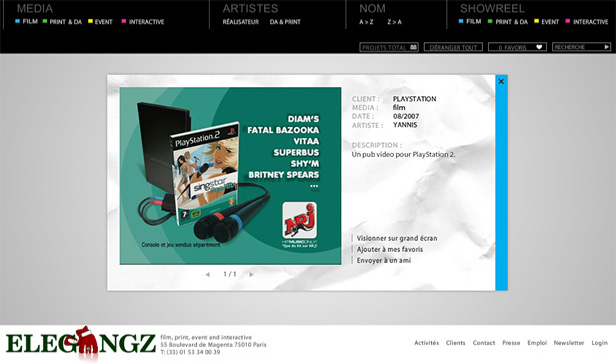 MEDIA
FILM PRINT & DA EVENT INTERACTIVE
ARTISTES
RÉALISATEUR DA & PRINT
NOM
A > Z Z > A
SHOWREEL
FILM PRINT & DA EVENT INTERACTIVE
PROJETS TOTAL 88
DÉRANGER TOUT
0 FAVORIS
RECHERCHE
DIAM'S
FATAL BAZOOKA
VITAA
SUPERBUS
SHY'M
BRITNEY SPEARS
...
PlayStation 2
singstar
NRJ
HIT MUSIC ONLY!
Console et jeu vendus séparément
CLIENT : PLAYSTATION
MEDIA : film
DATE : 08/2007
ARTISTE : YANNIS
DESCRIPTION :
Un pub video pour PlayStation 2.
Visionner sur grand écran
Ajouter à mes favoris
Envoyer à un ami
1 / 1
ELEGANGZ
film, print, event and interactive
55 Boulevard de Magenta 75010 Paris
T: (33) 01 53 34 00 39
Activités Clients Contact Presse Emploi Newsletter Login